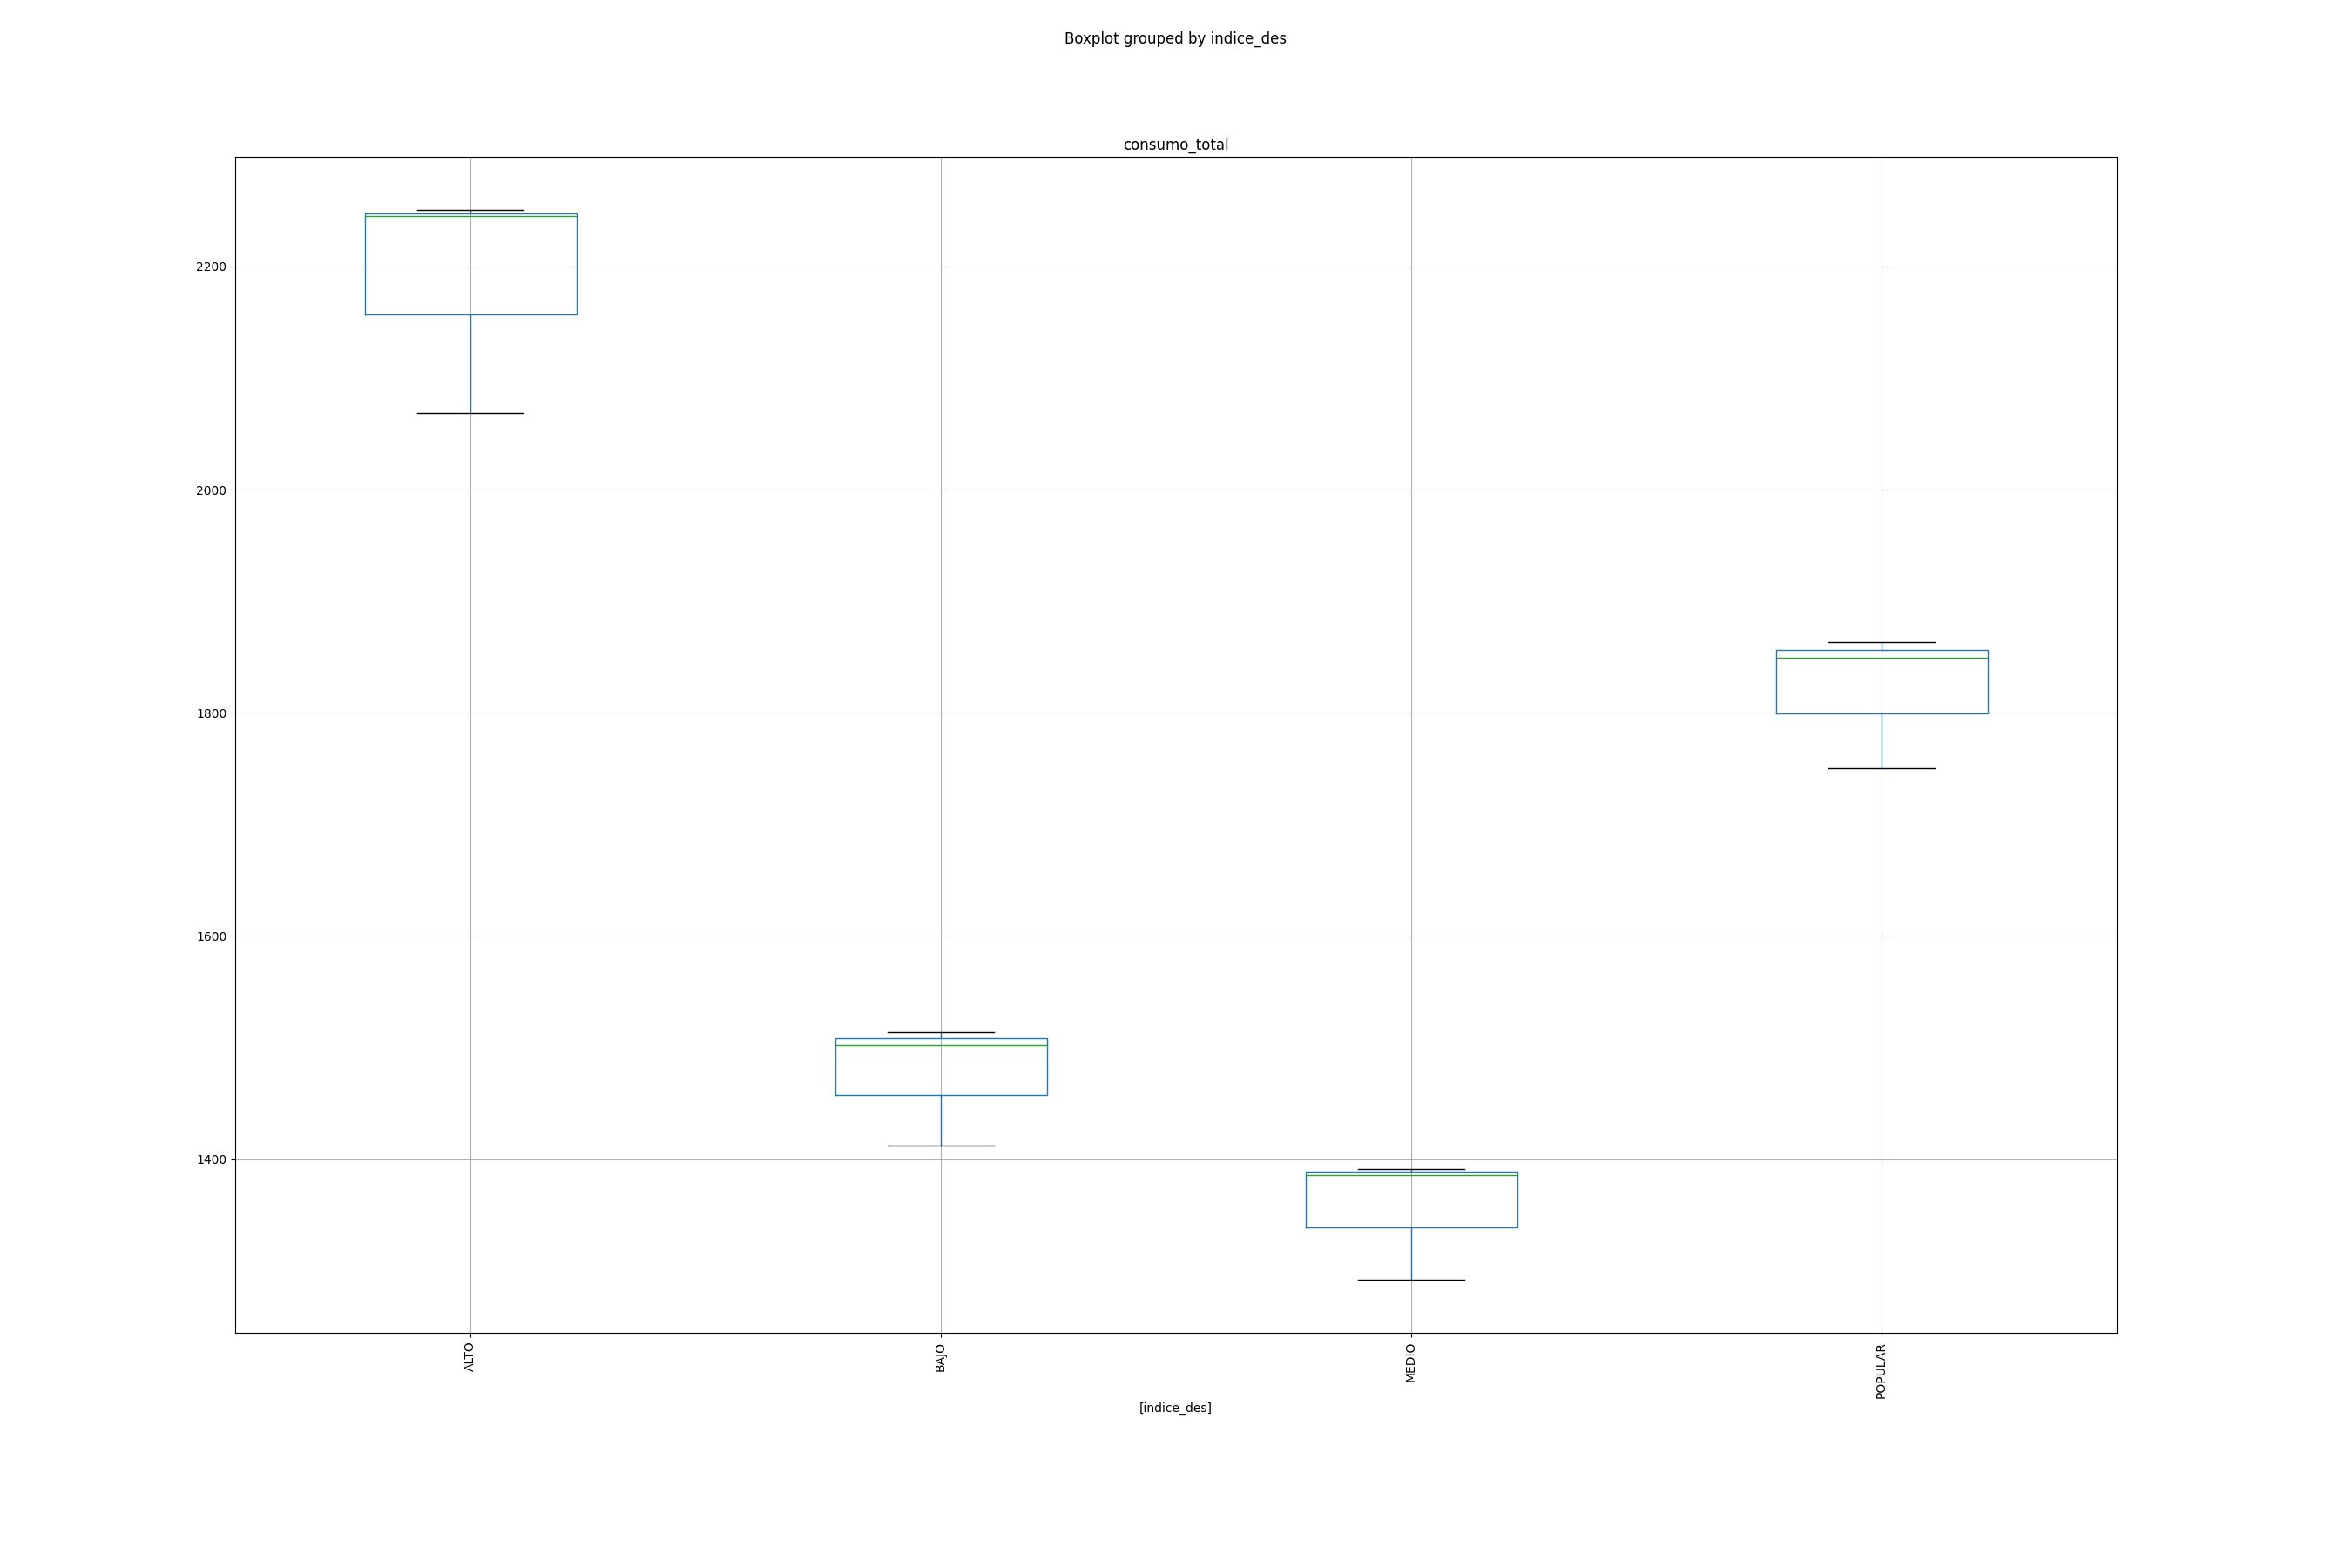 Boxplot grouped by indice_des
consumo_total
2200
2000
1800
1600
1400
ALTO
BAJO
MEDIO
POPULAR
[indice_des]